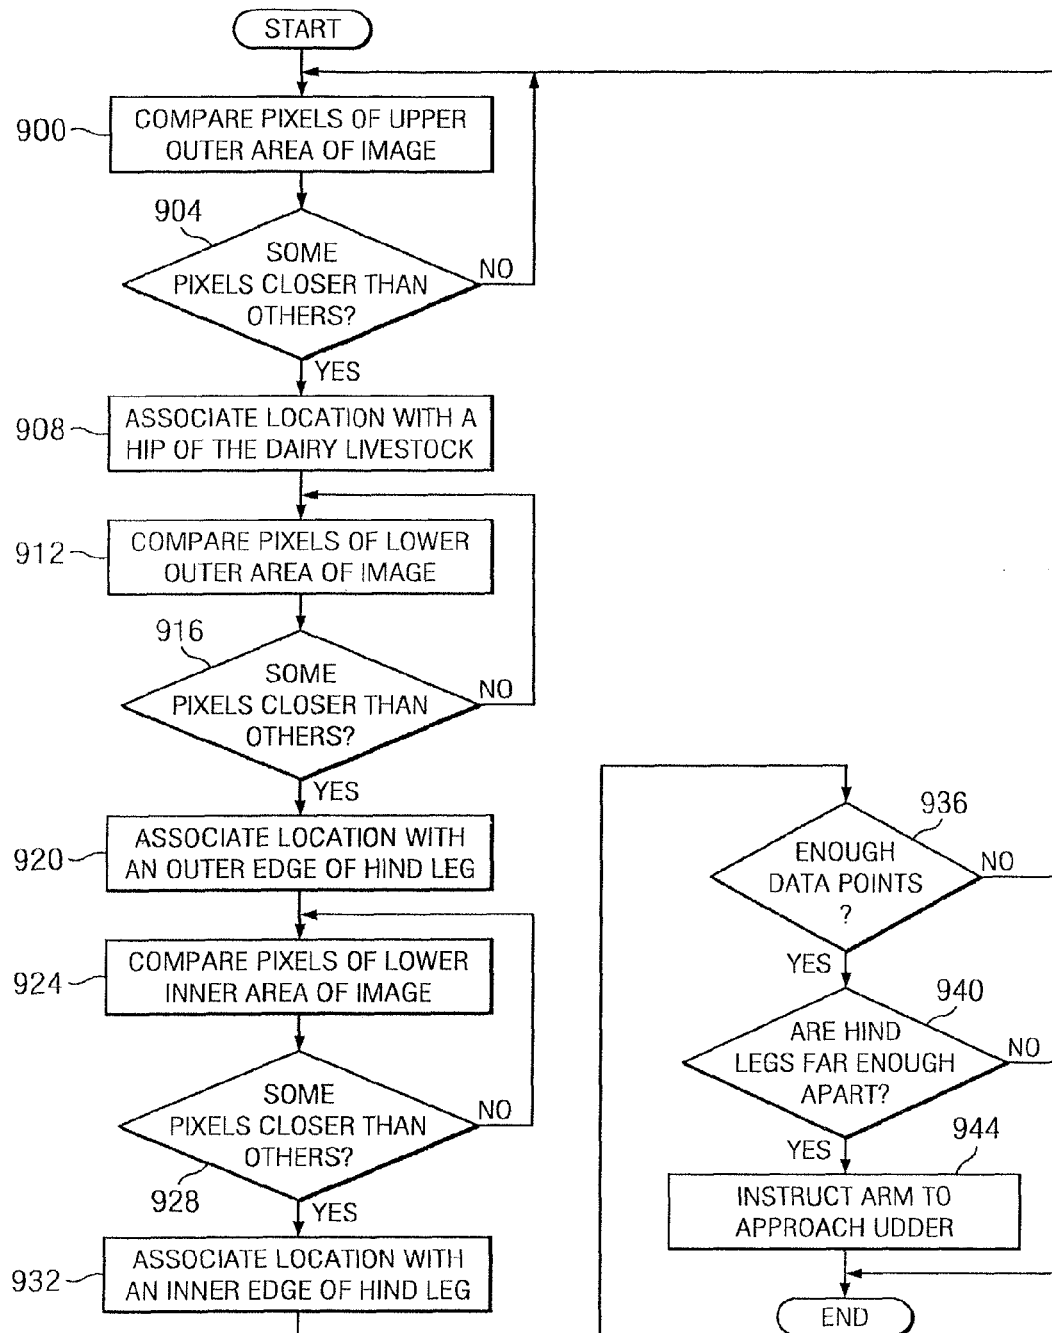 START
900
COMPARE PIXELS OF UPPER
OUTER AREA OF IMAGE
904
SOME
PIXELS CLOSER THAN
OTHERS?
NO
YES
908
ASSOCIATE LOCATION WITH A
HIP OF THE DAIRY LIVESTOCK
912
COMPARE PIXELS OF LOWER
OUTER AREA OF IMAGE
916
SOME
PIXELS CLOSER THAN
OTHERS?
NO
YES
920
ASSOCIATE LOCATION WITH
AN OUTER EDGE OF HIND LEG
924
COMPARE PIXELS OF LOWER
INNER AREA OF IMAGE
SOME
PIXELS CLOSER THAN
OTHERS?
NO
928
YES
932
ASSOCIATE LOCATION WITH
AN INNER EDGE OF HIND LEG
936
ENOUGH
DATA POINTS
?
NO
YES
940
ARE HIND
LEGS FAR ENOUGH
APART?
NO
YES
944
INSTRUCT ARM TO
APPROACH UDDER
END